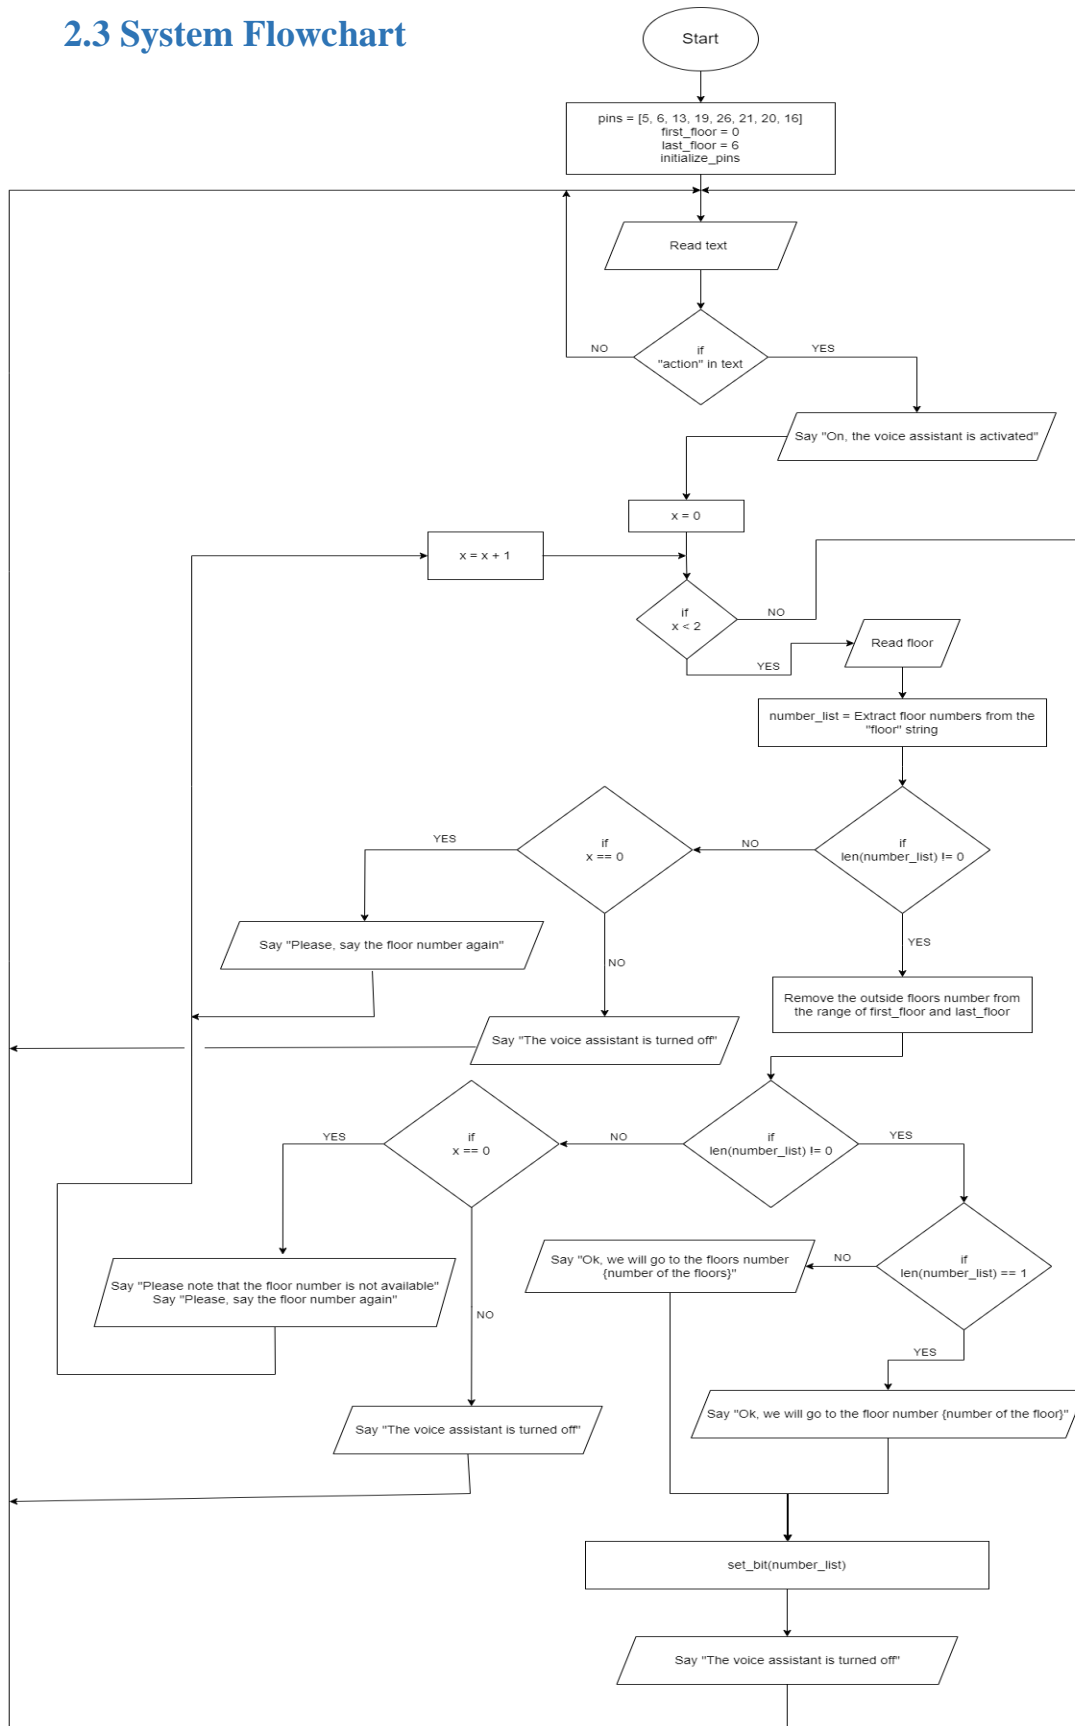 2.3 System Flowchart
Start
pins = [5, 6, 13, 19, 26, 21, 20, 16]
first_floor = 0
last_floor = 6
initialize_pins
Read text
if
"action" in text
NO
YES
Say "On, the voice assistant is activated"
x = 0
x = x + 1
if
x < 2
NO
YES
Read floor
number_list = Extract floor numbers from the
"floor" string
if
len(number_list) != 0
NO
YES
if
x == 0
YES
NO
Say "Please, say the floor number again"
Say "The voice assistant is turned off"
Remove the outside floors number from
the range of first_floor and last_floor
if
len(number_list) != 0
NO
YES
if
x == 0
YES
NO
Say "Please note that the floor number is not available"
Say "Please, say the floor number again"
Say "The voice assistant is turned off"
if
len(number_list) == 1
NO
YES
Say "Ok, we will go to the floors number
{number of the floors}"
Say "Ok, we will go to the floor number {number of the floor}"
set_bit(number_list)
Say "The voice assistant is turned off"